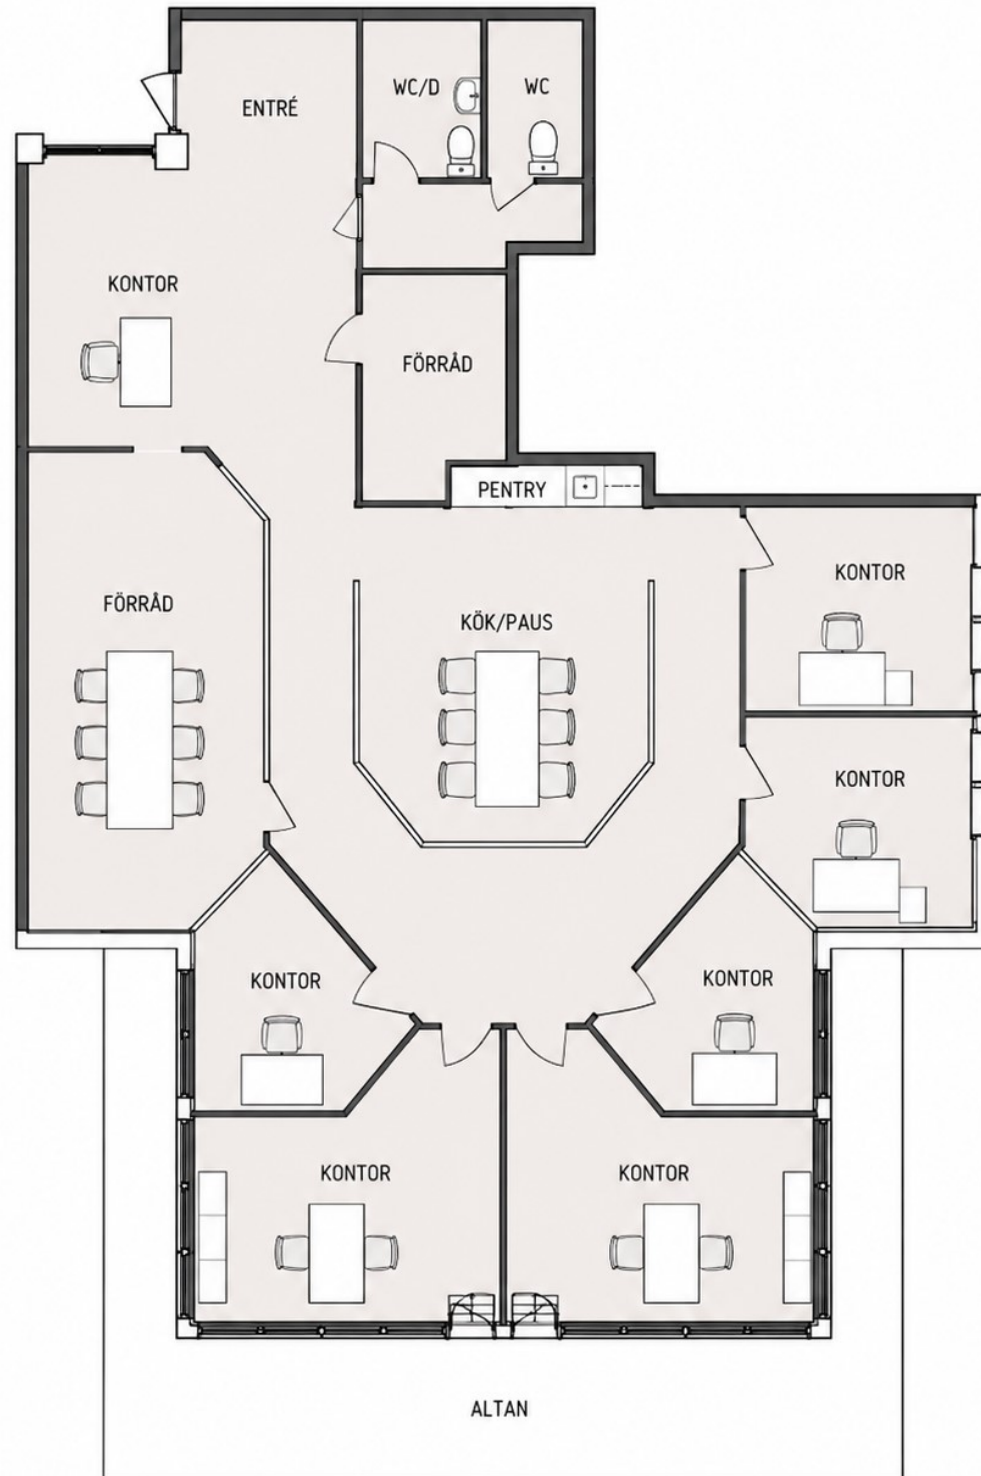 WC/D
WC
ENTRÉ
KONTOR
FÖRRÅD
PENTRY
KONTOR
FÖRRÅD
KÖK/PAUS
KONTOR
KONTOR
KONTOR
KONTOR
KONTOR
ALTAN